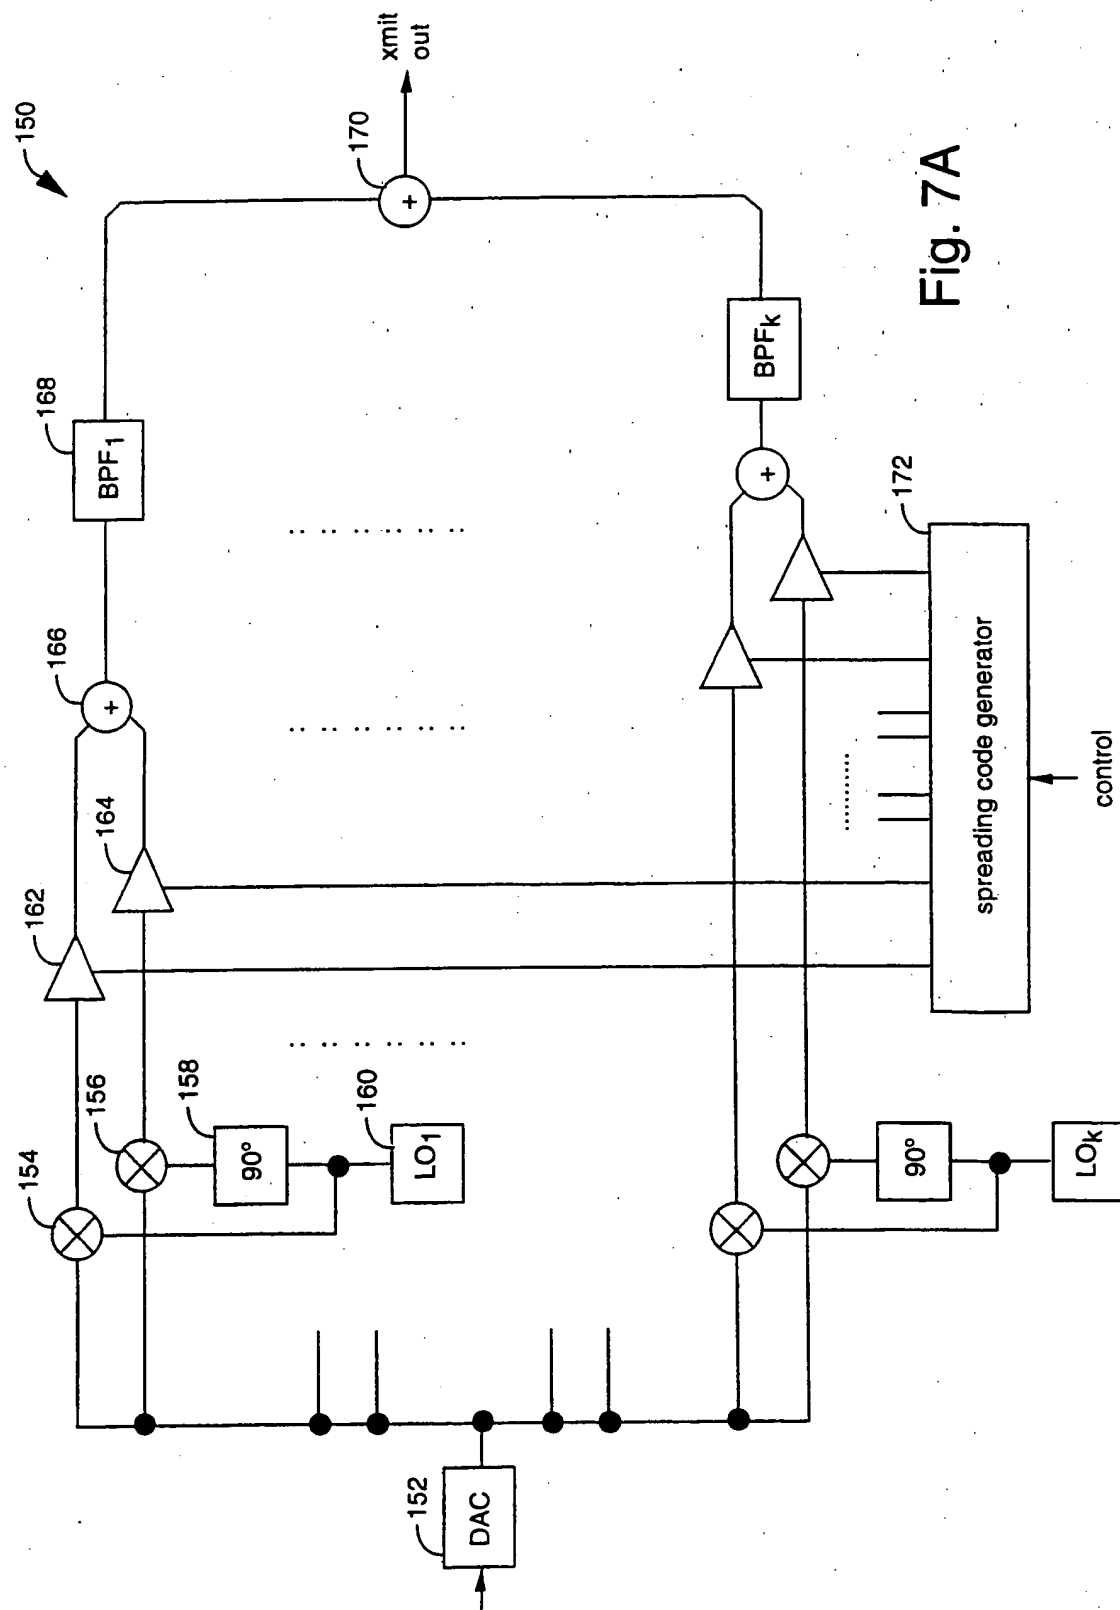 150
xmit
out
170
168
BPF1
166
164
162
154
156
158
90°
160
LO1
152
DAC
BPFk
172
spreading code generator
control
90°
LOk
+
+
+
Fig. 7A